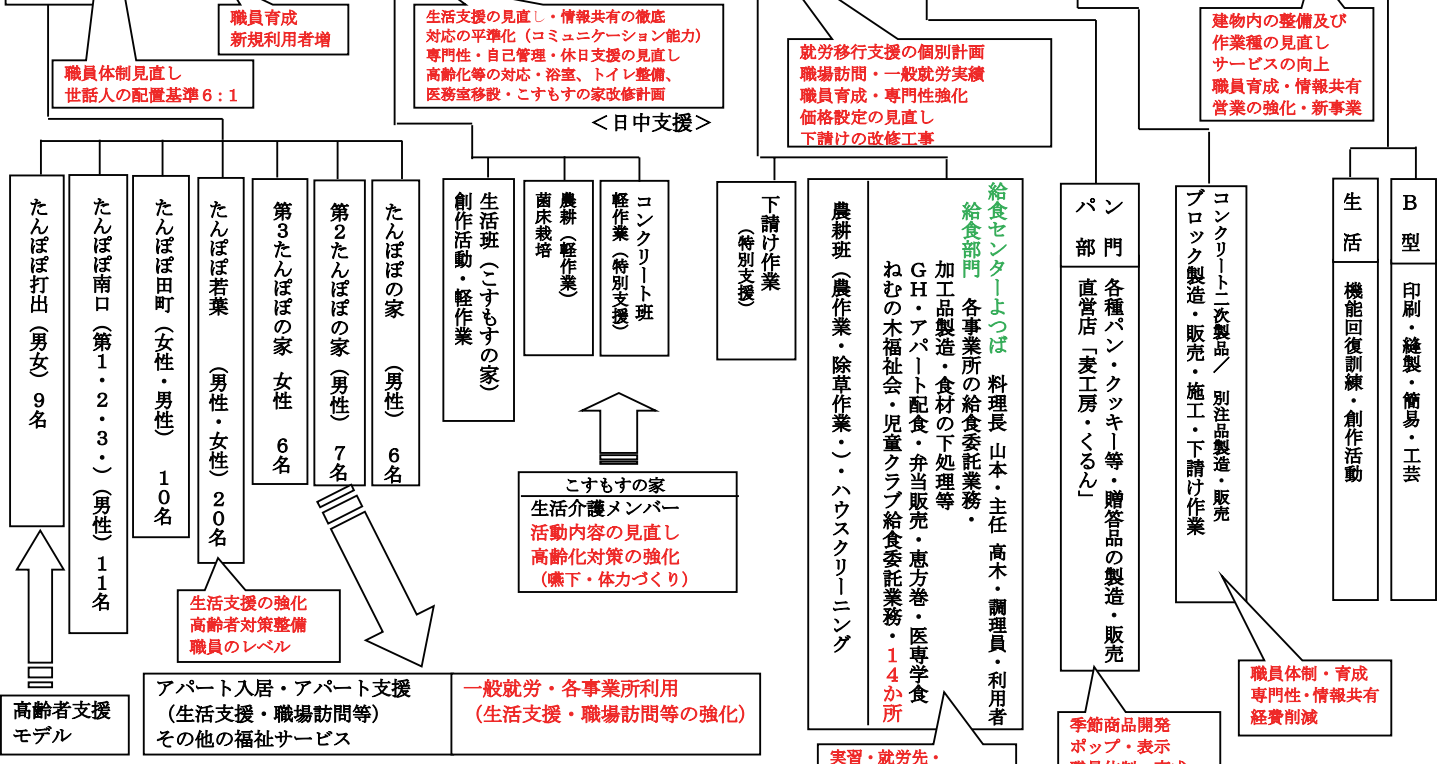 職員育成
新規利用者増
職員体制見直し
世話人の配置基準６:１
生活支援の見直し・情報共有の徹底
対応の平準化（コミュニケーション能力）
専門性・自己管理・休日支援の見直し
高齢化等の対応・浴室、トイレ整備、
医務室移設・こすもすの家改修計画
＜日中支援＞
就労移行支援の個別計画
職場訪問・一般就労実績
職員育成・専門性強化
価格設定の見直し
下請けの改修工事
建物内の整備及び
作業種の見直し
サービスの向上
職員育成・情報共有
営業の強化・新事業
たんぽぽ打出（男女）９名
たんぽぽ南口（第１・２・３・）（男性）１１名
たんぽぽ田町（女性・男性）　１０名
たんぽぽ若葉　（男性・女性）２０名
第３たんぽぽの家　女性　６名
第２たんぽぽの家（男性）　７名
たんぽぽの家　（男性）　６名
生活班（こすもすの家）
創作活動・軽作業
農耕（軽作業）
菌床栽培
コンクリート班
軽作業（特別支援）
下請け作業
（特別支援）
給食センターよつば　料理長　山本・主任　高木・調理員・利用者
給食部門　各事業所の給食委託業務・
加工品製造・食材の下処理等
ＧＨ・アパート配食・弁当販売・恵方巻・医専学食
ねむの木福祉会・児童クラブ給食委託業務・１４か所
農耕班（農作業・除草作業・）・ハウスクリーニング
パン部門
各種パン・クッキー等・贈答品の製造・販売
直営店「麦工房・くるん」
コンクリート二次製品／　別注品製造・販売
ブロック製造・販売・施工・下請け作業
生活
機能回復訓練・創作活動
Ｂ型
印刷・縫製・簡易・工芸
こすもすの家
生活介護メンバー
活動内容の見直し
高齢化対策の強化
（嚥下・体力づくり）
生活支援の強化
高齢者対策整備
職員のレベル
高齢者支援
モデル
アパート入居・アパート支援
（生活支援・職場訪問等）
その他の福祉サービス
一般就労・各事業所利用
（生活支援・職場訪問等の強化）
職員体制・育成
専門性・情報共有
経費削減
季節商品開発
ポップ・表示
実習・就労先・